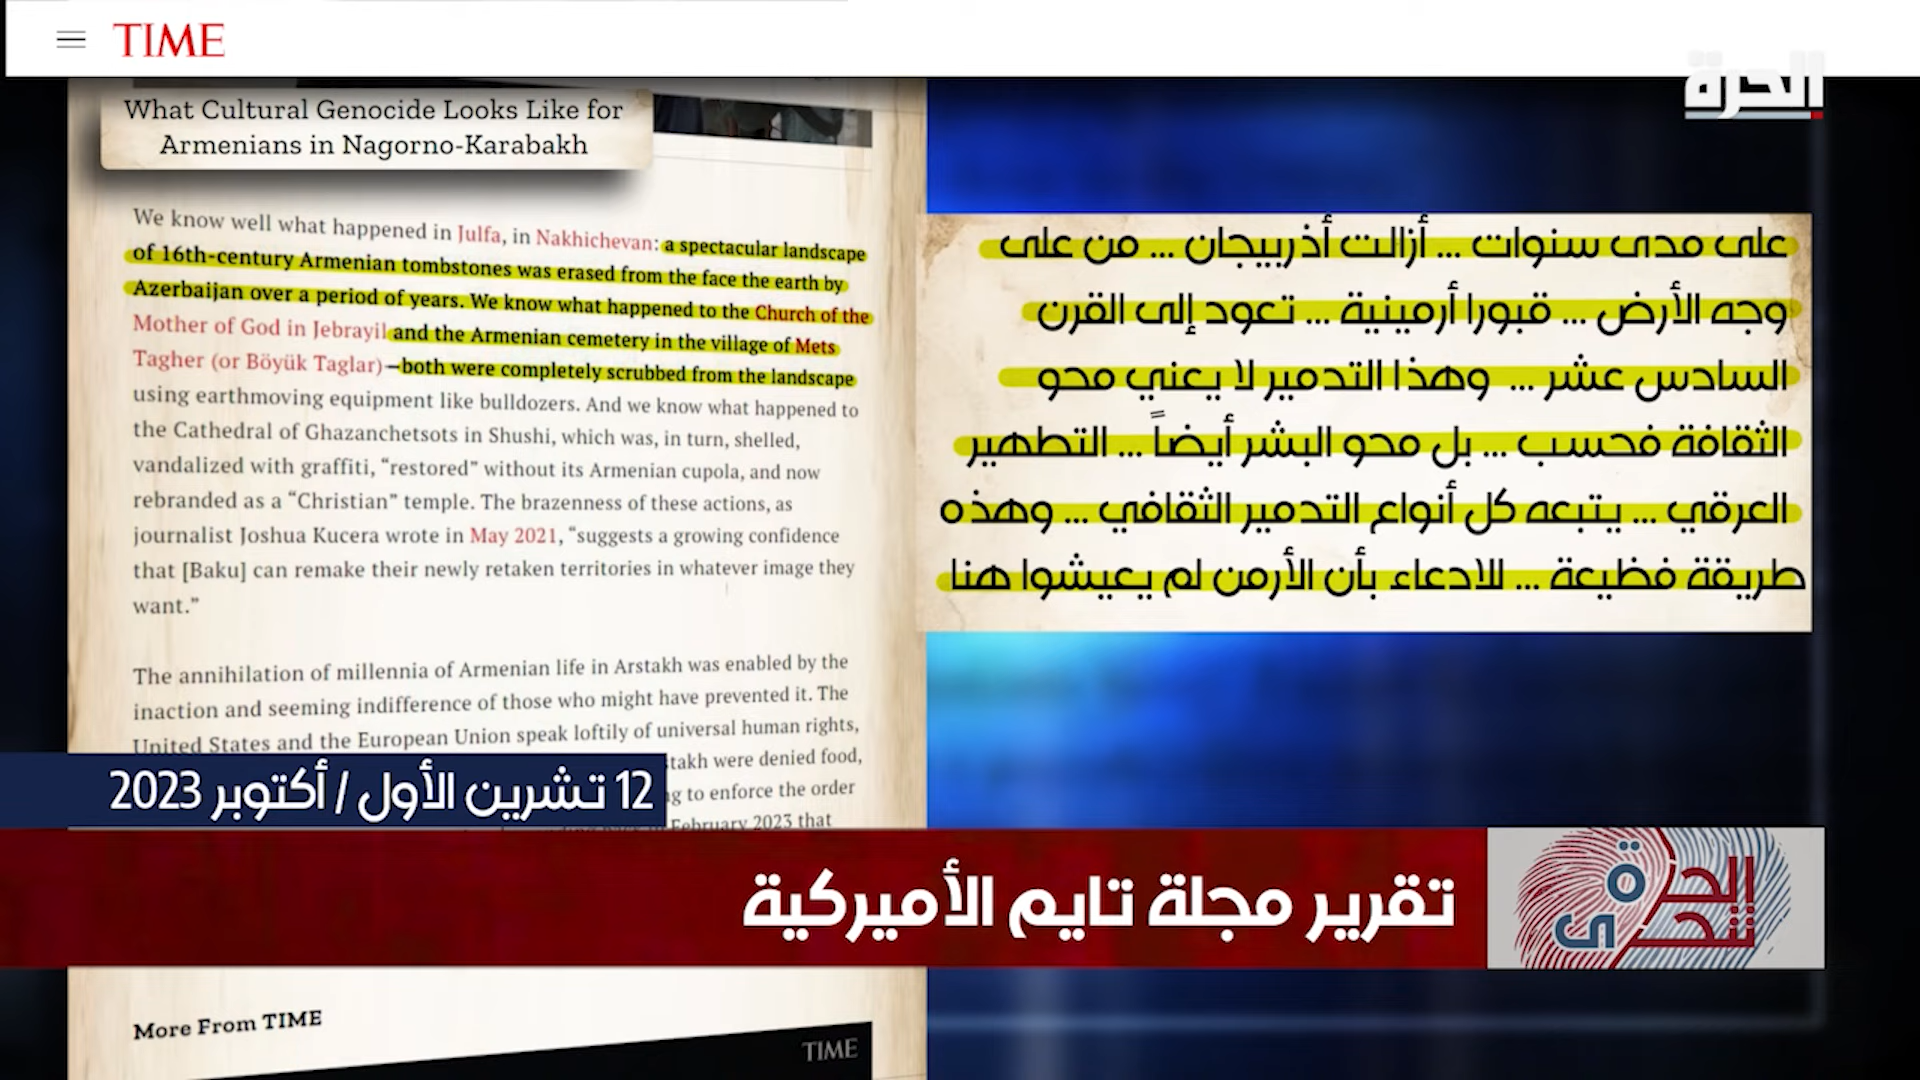 TIME
الحرة
What Cultural Genocide Looks Like for
Armenians in Nagorno-Karabakh
We know well what happened in Julfa, in Nakhichevan: a spectacular landscape
of 16th-century Armenian tombstones was erased from the face the earth by
Azerbaijan over a period of years. We know what happened to the Church of the
Mother of God in Jebrayil and the Armenian cemetery in the village of Mets
Tagher (or Böyük Taglar)—both were completely scrubbed from the landscape
using earthmoving equipment like bulldozers. And we know what happened to
the Cathedral of Ghazanchetsots in Shushi, which was, in turn, shelled,
vandalized with graffiti, “restored” without its Armenian cupola, and now
rebranded as a “Christian” temple. The brazenness of these actions, as
journalist Joshua Kucera wrote in May 2021, “suggests a growing confidence
that [Baku] can remake their newly retaken territories in whatever image they
want.”
The annihilation of millennia of Armenian life in Arstakh was enabled by the
inaction and seeming indifference of those who might have prevented it. The
United States and the European Union speak loftily of universal human rights,
takh were denied food,
to enforce the order
February 2023 that
على مدى سنوات ... أزالت أذربيجان ... من على
وجه الأرض ... قبورا أرمينية ... تعود إلى القرن
السادس عشر ... وهذا التدمير لا يعني محو
الثقافة فحسب ... بل محو البشر أيضاً ... التطهير
العرقي ... يتبعه كل أنواع التدمير الثقافي ... وهذه
طريقة فظيعة ... للادعاء بأن الأرمن لم يعيشوا هنا
12 تشرين الأول / أكتوبر 2023
تقرير مجلة تايم الأميركية
الحرة
تتحرى
More From TIME
TIME